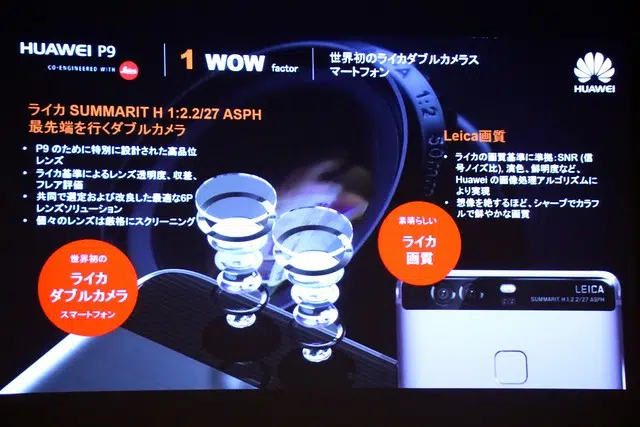 HUAWEI P9
CO-ENGINEERED WITH Leica
1 WOW factor
世界初のライカダブルカメラス
マートフォン
HUAWEI
ライカ SUMMARIT H 1:2.2/27 ASPH
最先端を行くダブルカメラ
• P9 のために特別に設計された高品位
レンズ
• ライカ基準によるレンズ透明度、収差、
フレア評価
• 共同で選定および改良した最適な6P
レンズソリューション
• 個々のレンズは厳格にスクリーニング
Leica画質
• ライカの画質基準に準拠：SNR (信
号ノイズ比)、演色、鮮明度など、
Huawei の画像処理アルゴリズムに
より実現
• 想像を絶するほど、シャープでカラフ
ルで鮮やかな画質
世界初の
ライカ
ダブルカメラ
スマートフォン
素晴らしい
ライカ
画質
1:2
50
LEICA
SUMMARIT H 1:2.2/27 ASPH